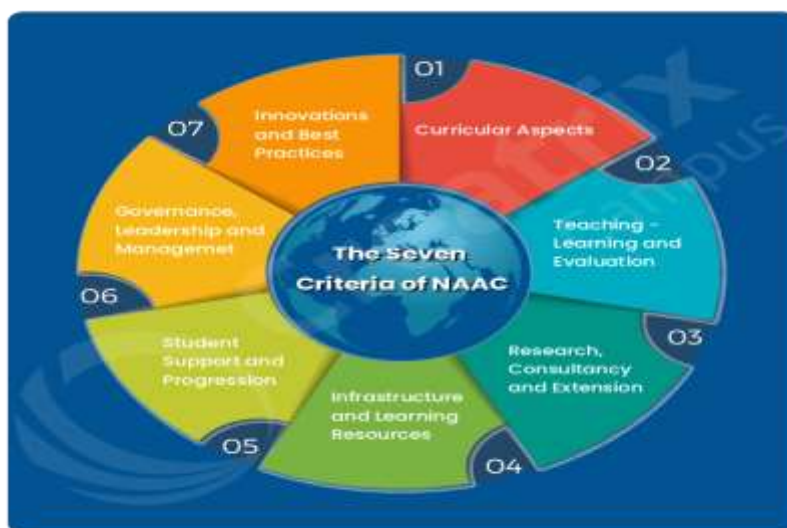 The Seven
Criteria of NAAC
01
Curricular Aspects
02
Teaching -
Learning and
Evaluation
03
Research,
Consultancy
and Extension
04
Infrastructure
and Learning
Resources
05
Student
Support and
Progression
06
Governance,
Leadership and
Managemet
07
Innovations
and Best
Practices